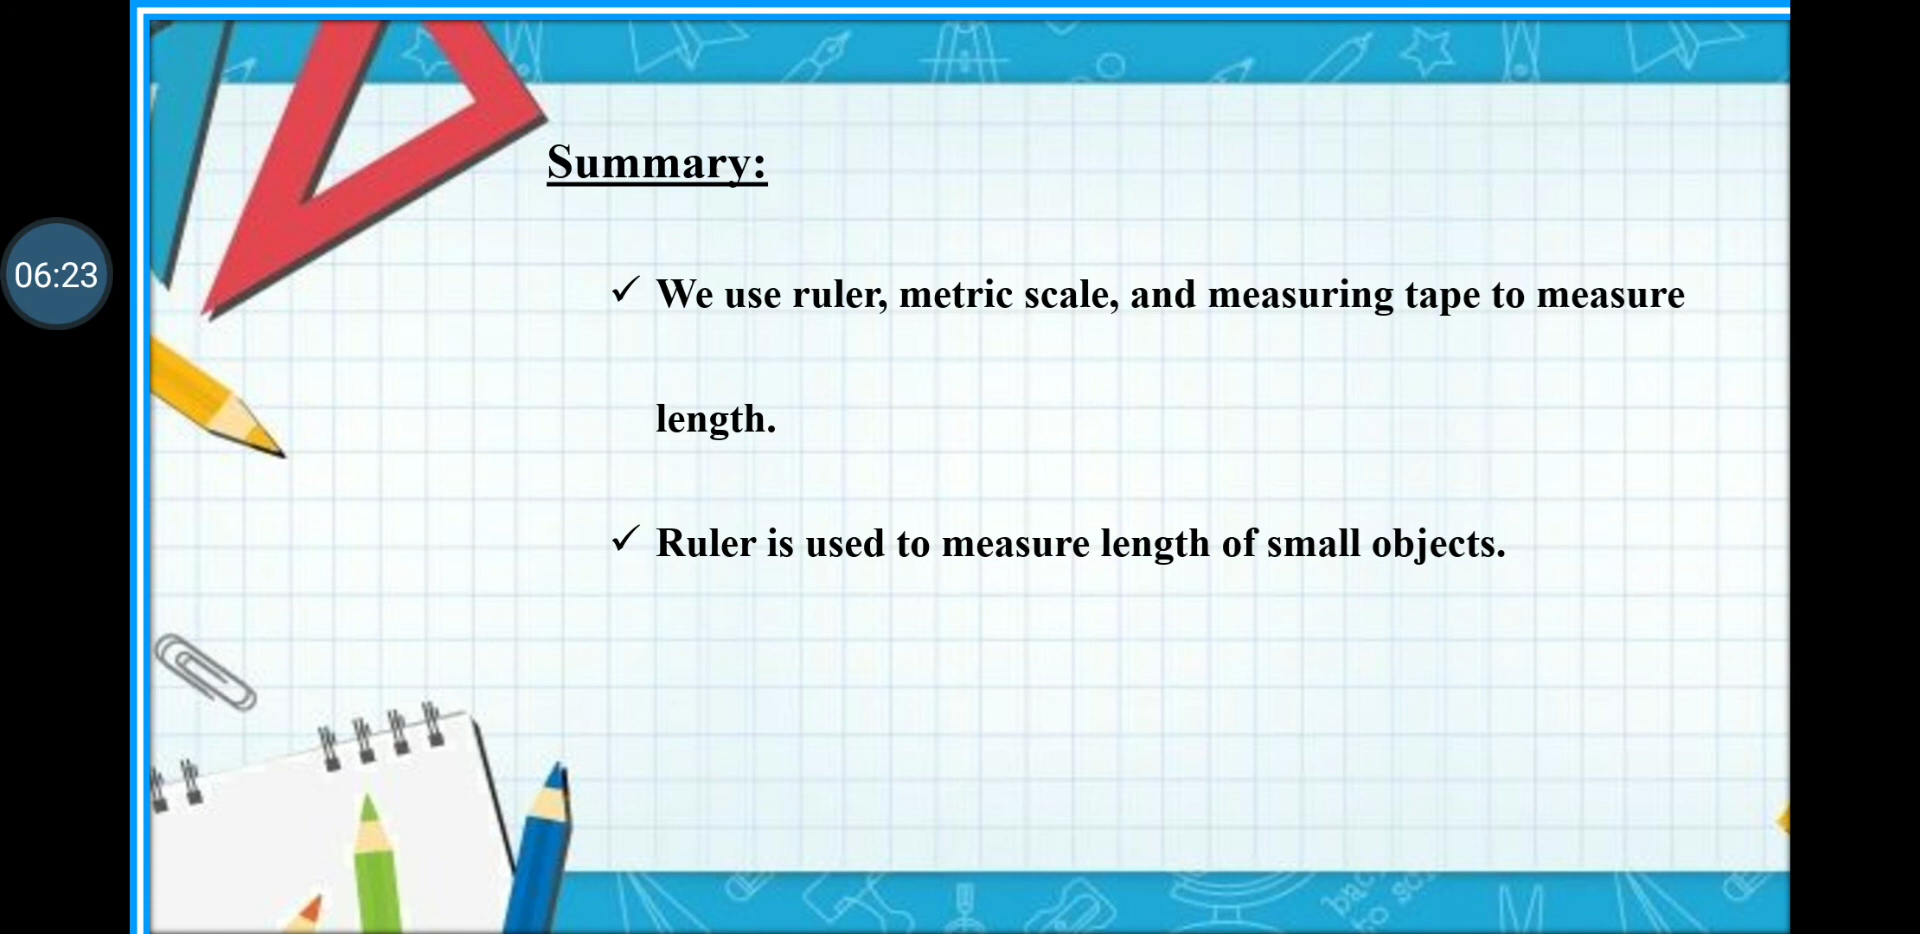 Summary:
06:23
✓ We use ruler, metric scale, and measuring tape to measure
length.
✓ Ruler is used to measure length of small objects.